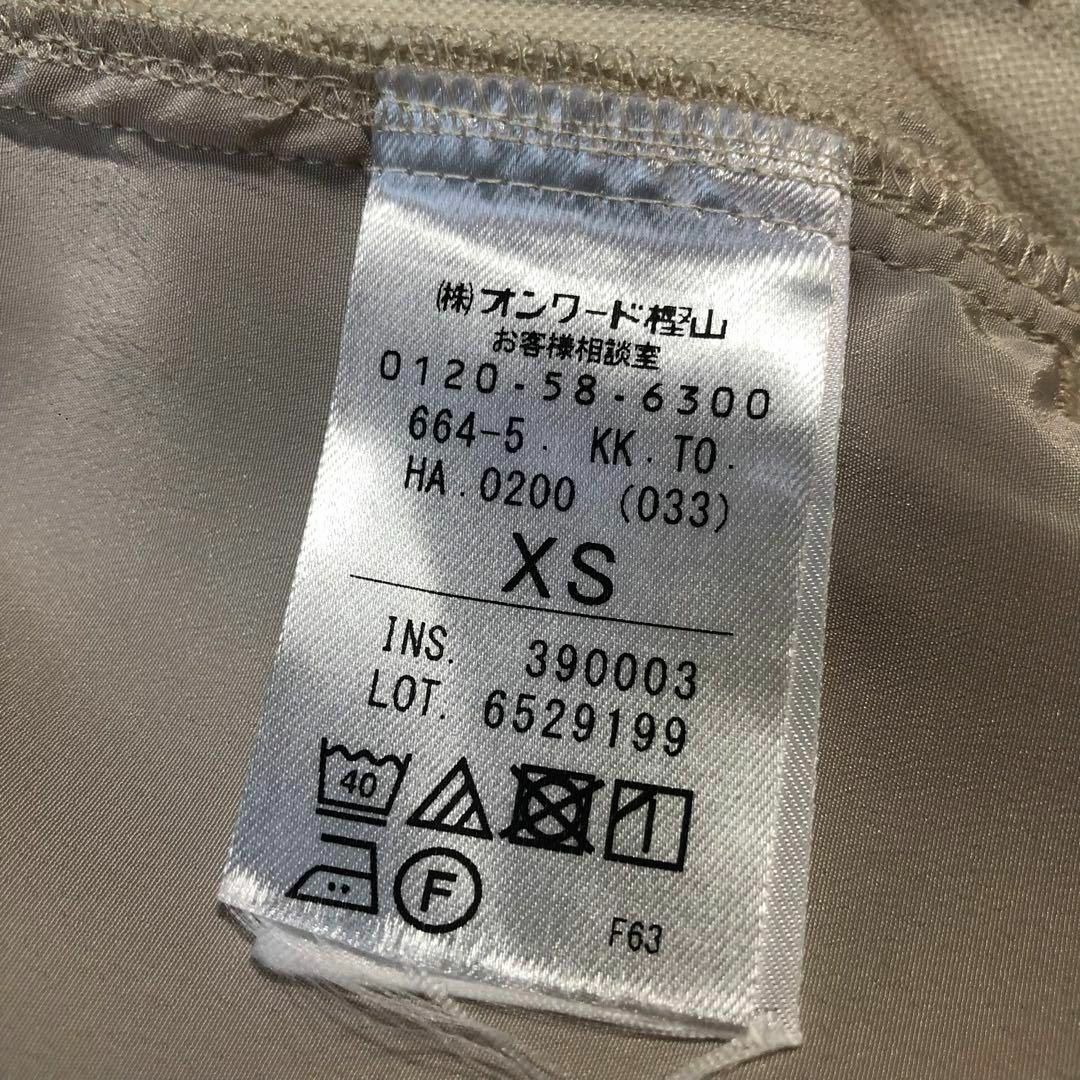 ㈱オンワード樫山
お客様相談室
0120-58-6300
664-5. KK. TO.
HA.0200 (033)
XS
INS. 390003
LOT. 6529199
40
F
F63